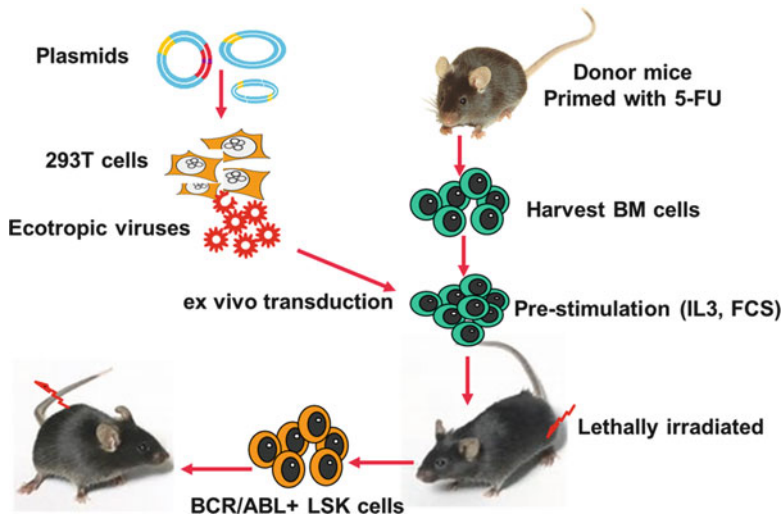 Plasmids
Donor mice
Primed with 5-FU
293T cells
Harvest BM cells
Ecotropic viruses
ex vivo transduction
Pre-stimulation (IL3, FCS)
Lethally irradiated
BCR/ABL+ LSK cells